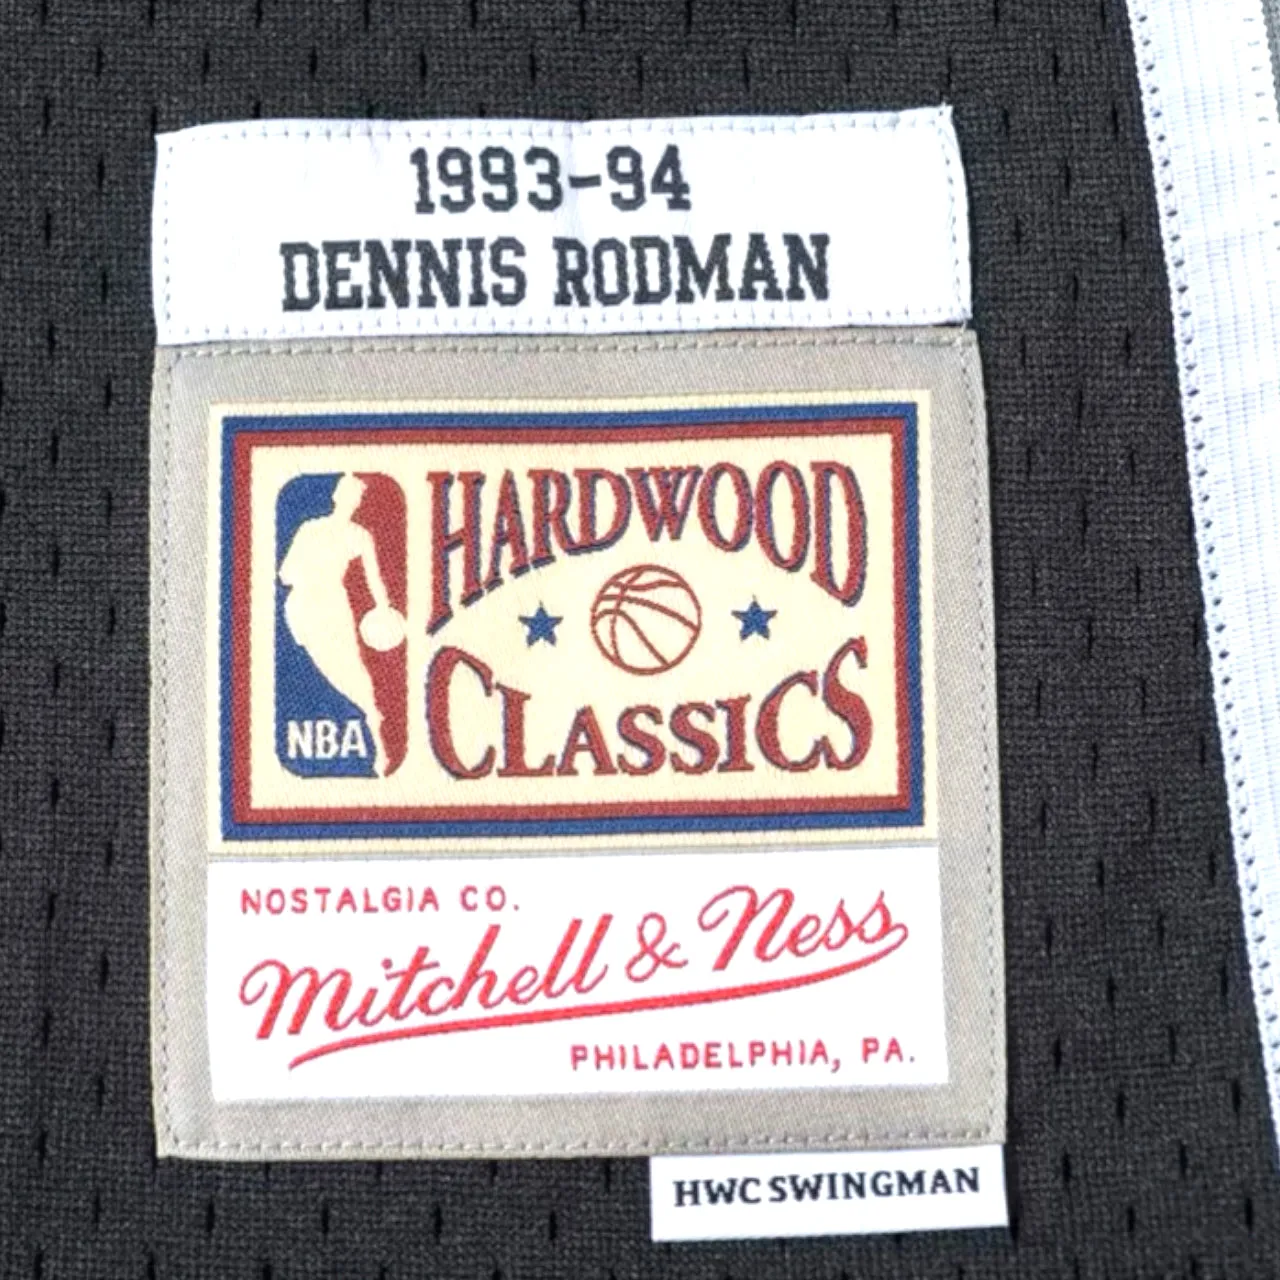 1993-94
DENNIS RODMAN
HARDWOOD
CLASSICS
NBA
NOSTALGIA CO.
Mitchell & Ness
PHILADELPHIA, PA.
HWC SWINGMAN